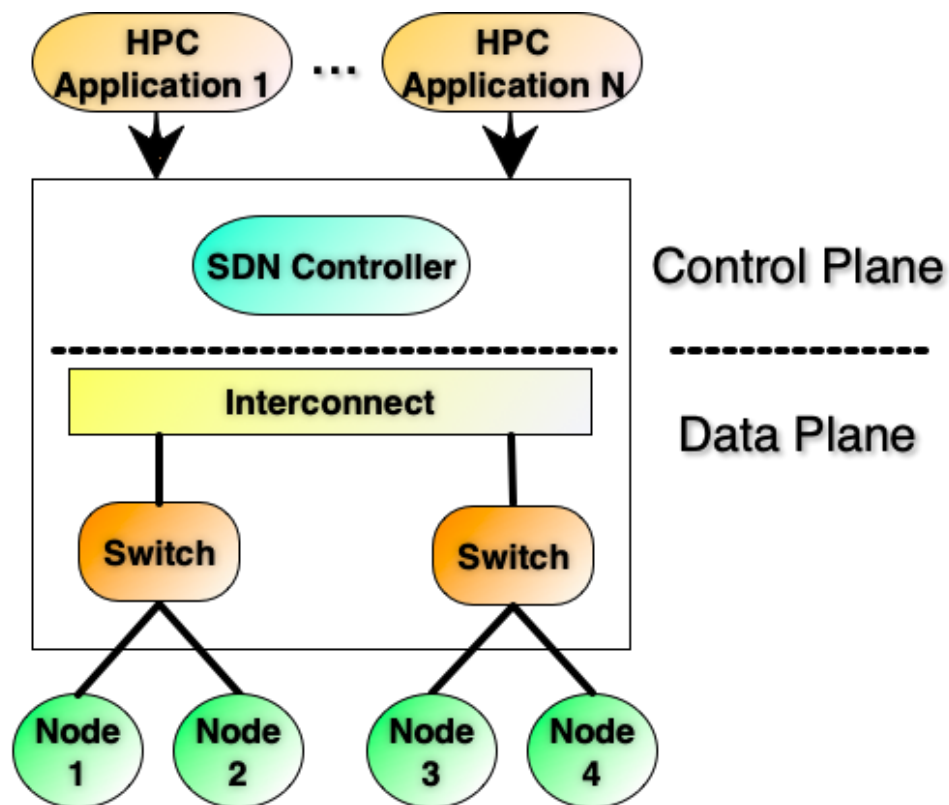 HPC
Application 1
...
HPC
Application N
SDN Controller
Control Plane
Interconnect
Data Plane
Switch
Switch
Node
1
Node
2
Node
3
Node
4